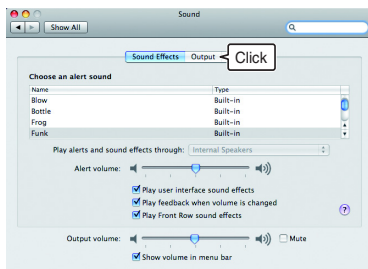 Sound
Show All
Sound Effects Output Click
Choose an alert sound
Name Type
Blow Built-in
Bottle Built-in
Frog Built-in
Funk Built-in
Play alerts and sound effects through: Internal Speakers
Alert volume:
Play user interface sound effects
Play feedback when volume is changed
Play Front Row sound effects
?
Output volume: Mute
Show volume in menu bar